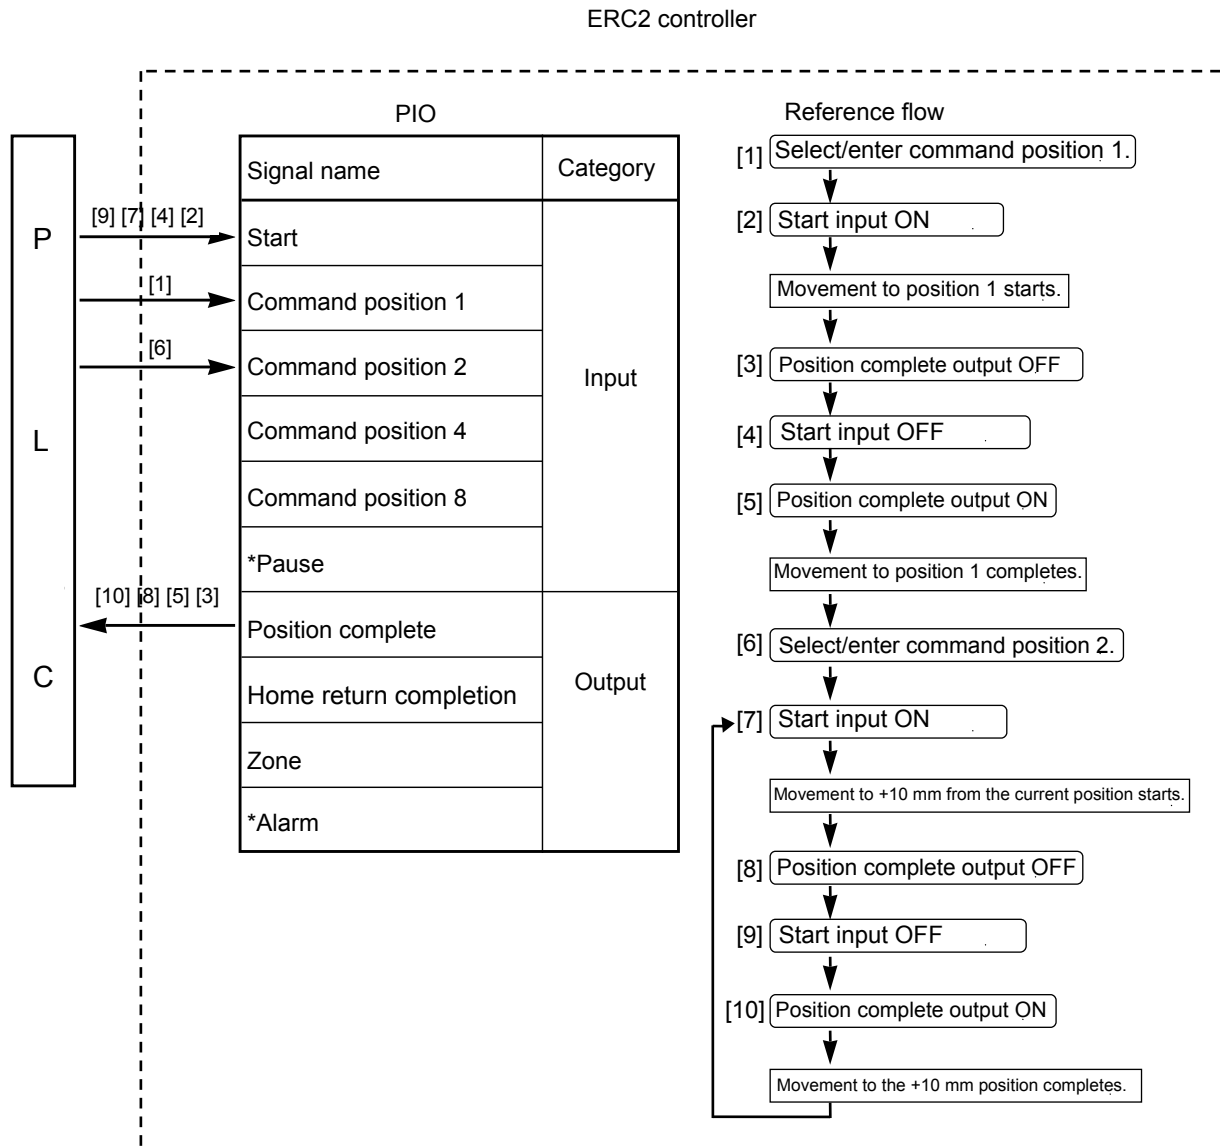 ERC2 controller
PIO
Reference flow
P
L
C
Signal name
Category
[9] [7] [4] [2]
Start
[1]
Command position 1
[6]
Command position 2
Input
Command position 4
Command position 8
*Pause
[10] [8] [5] [3]
Position complete
Home return completion
Output
Zone
*Alarm
[1] Select/enter command position 1.
[2] Start input ON
Movement to position 1 starts.
[3] Position complete output OFF
[4] Start input OFF
[5] Position complete output ON
Movement to position 1 completes.
[6] Select/enter command position 2.
[7] Start input ON
Movement to +10 mm from the current position starts.
[8] Position complete output OFF
[9] Start input OFF
[10] Position complete output ON
Movement to the +10 mm position completes.